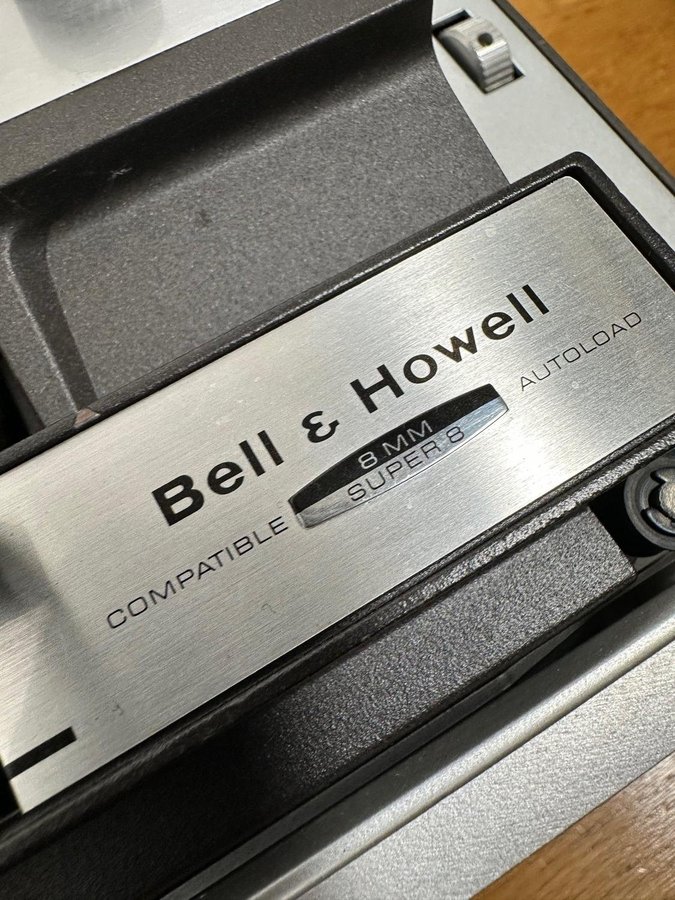 Bell & Howell
COMPATIBLE 8 MM AUTOLOAD
SUPER 8